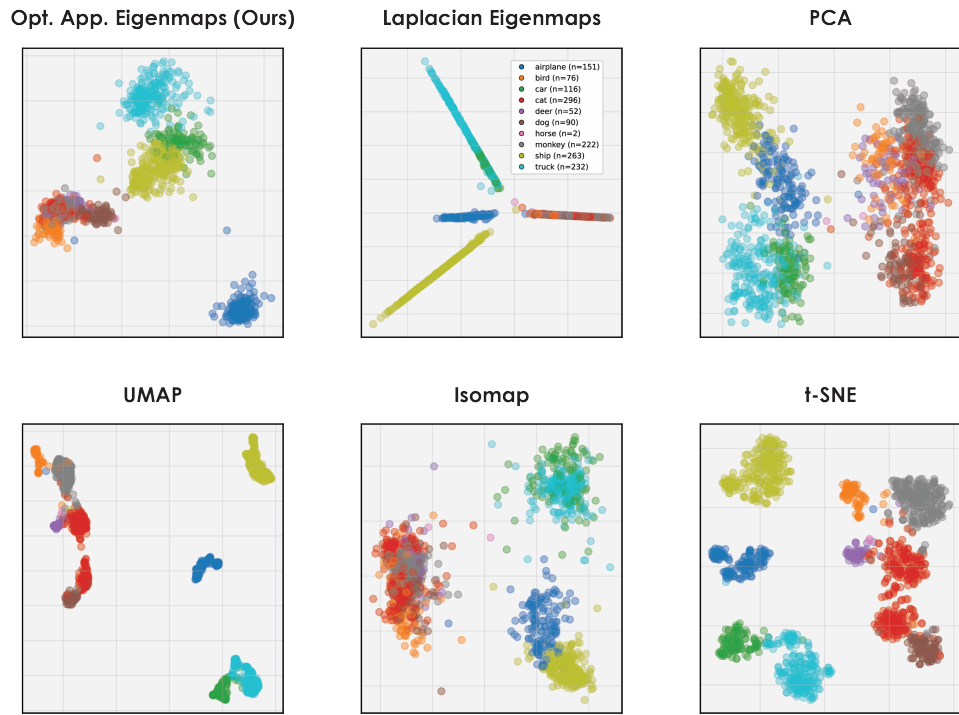 Opt. App. Eigenmaps (Ours)
Laplacian Eigenmaps
PCA
airplane (n=151)
bird (n=76)
car (n=116)
cat (n=296)
deer (n=52)
dog (n=90)
horse (n=2)
monkey (n=222)
ship (n=263)
truck (n=232)
UMAP
Isomap
t-SNE